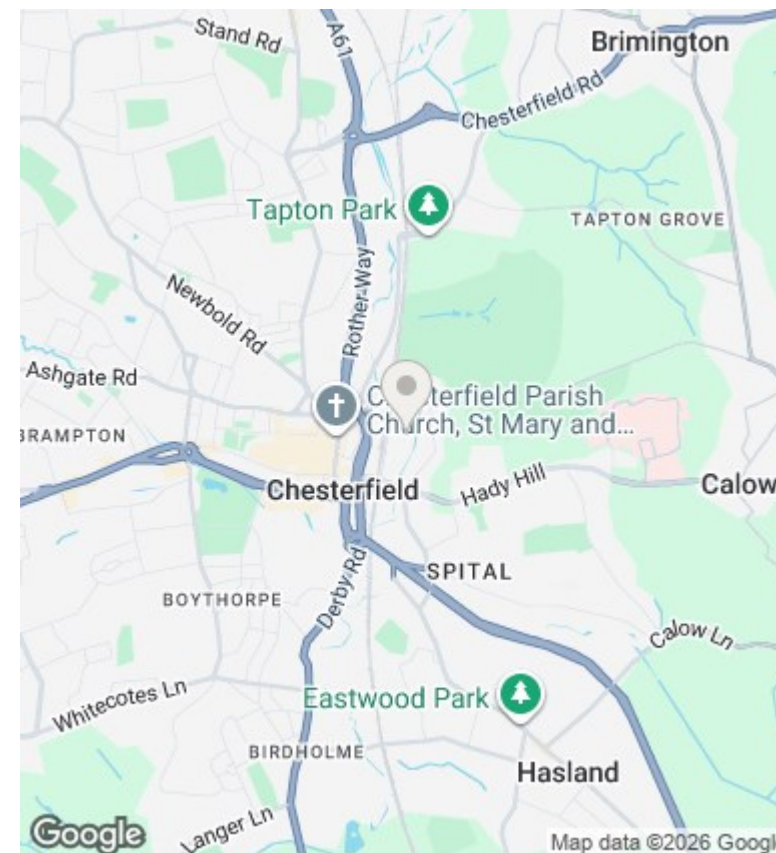 Stand Rd
A61
Brimington
Chesterfield Rd
Tapton Park
TAPTON GROVE
Rother Way
Newbold Rd
Ashgate Rd
Chesterfield Parish
Church, St Mary and...
BRAMPTON
Chesterfield
Hady Hill
Calow
SPITAL
Derby Rd
BOYTHORPE
Calow Ln
Whitecotes Ln
Eastwood Park
BIRDHOLME
Hasland
Langer Ln
Google
Map data ©2026 Googl